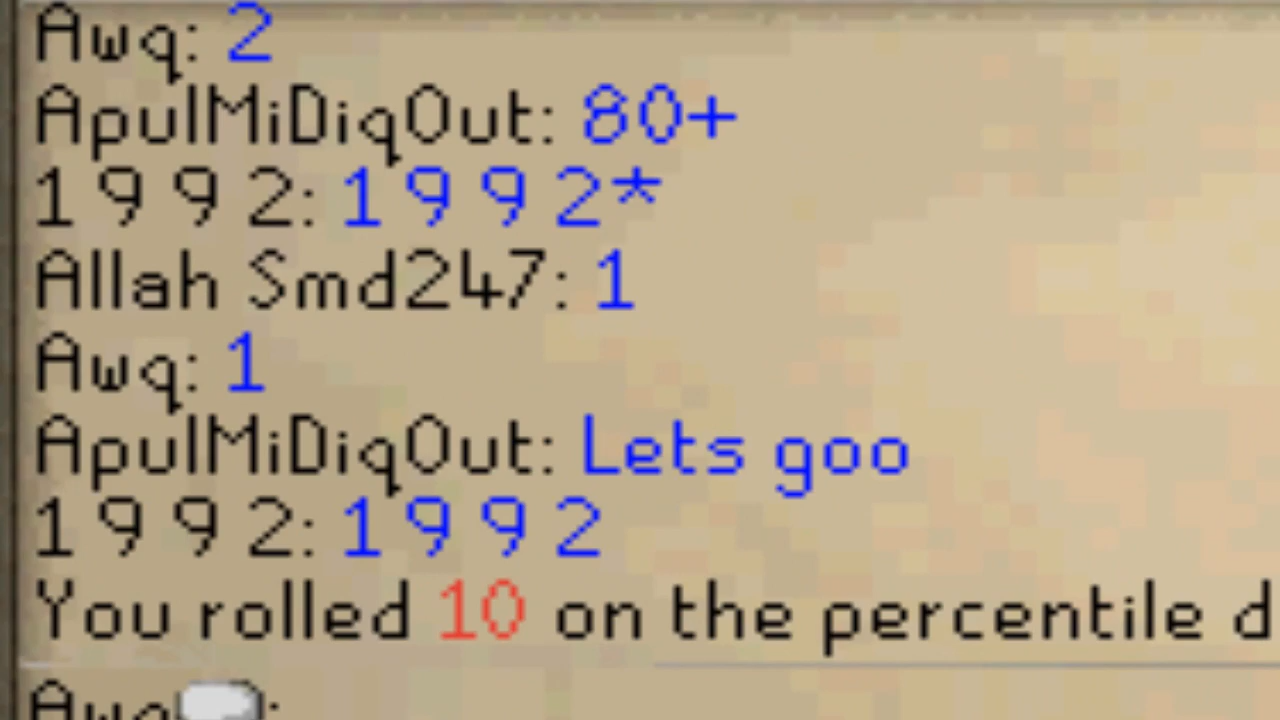 Awq: 2
ApulMiDiqOut: 80+
1 9 9 2: 1 9 9 2*
Allah Smd247: 1
Awq: 1
ApulMiDiqOut: Lets goo
1 9 9 2: 1 9 9 2
You rolled 10 on the percentile d
Awq: